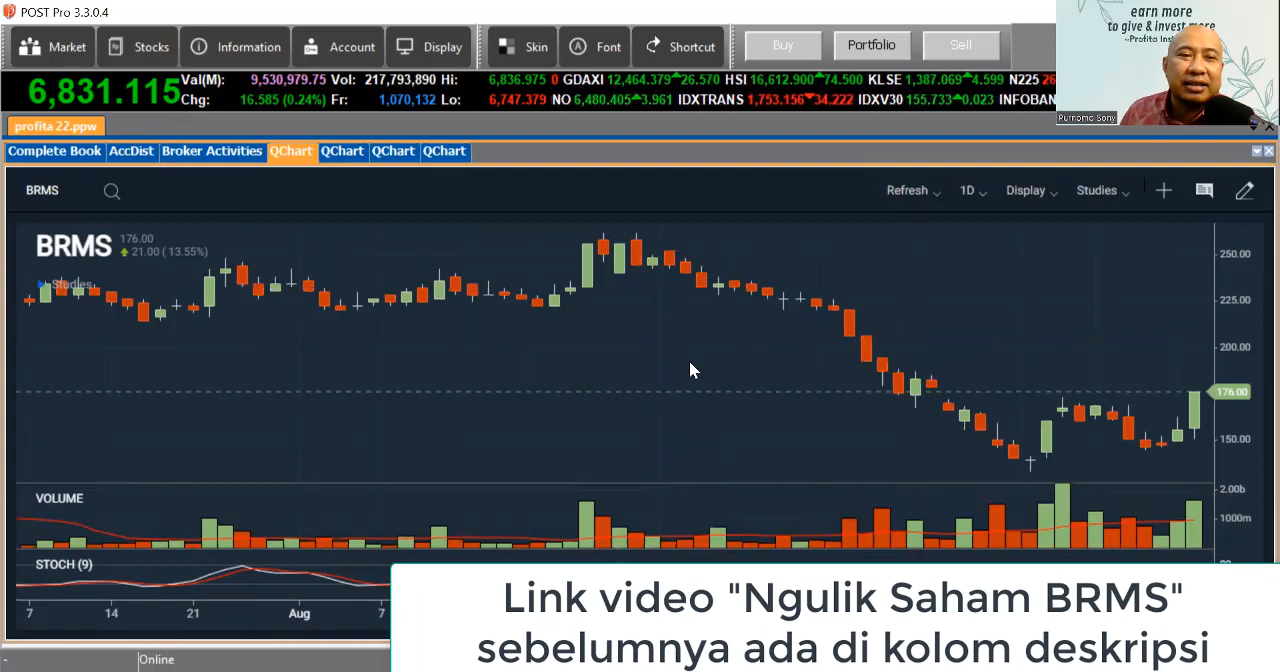 POST Pro 3.3.0.4
earn more
to give & invest more
~Profita Inst
Purnomo Sony
Market Stocks Information Account Display Skin Font Shortcut Buy Portfolio Sell
6,831.115
Val(M): 9,530,979.75 Vol: 217,793,890 Hi: 6,836.975 0 GDAXI 12,464.379 26.570 HSI 16,612.900 74.500 KLSE 1,387.069 4.599 N225 26
Chg: 16.585 (0.24%) Fr: 1,070,132 Lo: 6,747.379 NO 6,480.405 3.961 IDXTRANS 1,753.156 34.222 IDXV30 155.733 0.023 INFOBAN
profita 22.ppw
Complete Book AccDist Broker Activities QChart QChart QChart QChart
BRMS Refresh 1D Display Studies
BRMS
176.00
21.00 ( 13.55%)
Studies
250.00
225.00
200.00
176.00
150.00
VOLUME
2.00b
1000m
STOCH (9)
7 14 21 Aug 7
Link video "Ngulik Saham BRMS"
sebelumnya ada di kolom deskripsi
- Online